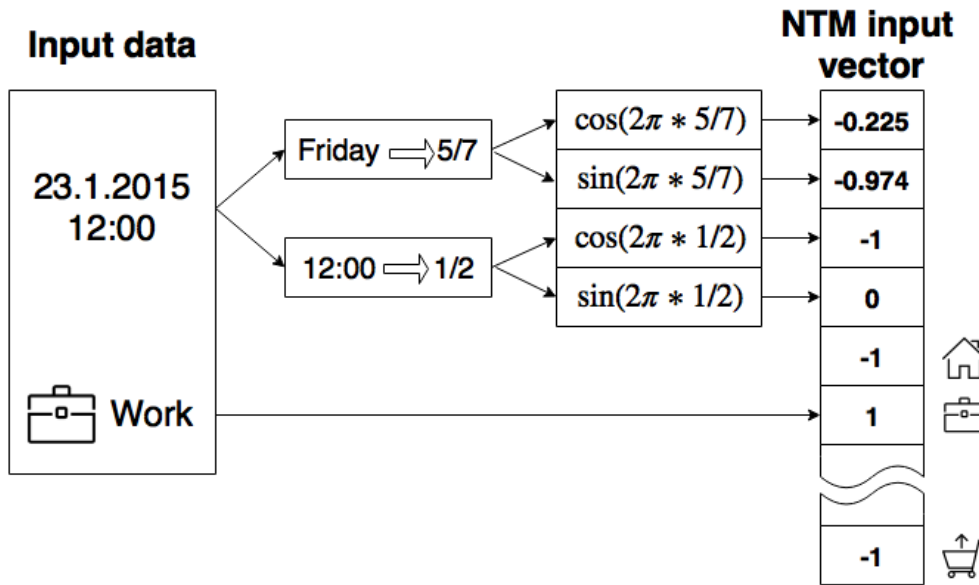 Input data
NTM input
vector
23.1.2015
12:00
Work
Friday ⇨ 5/7
12:00 ⇨ 1/2
cos(2π * 5/7)
sin(2π * 5/7)
cos(2π * 1/2)
sin(2π * 1/2)
-0.225
-0.974
-1
0
-1
1
-1